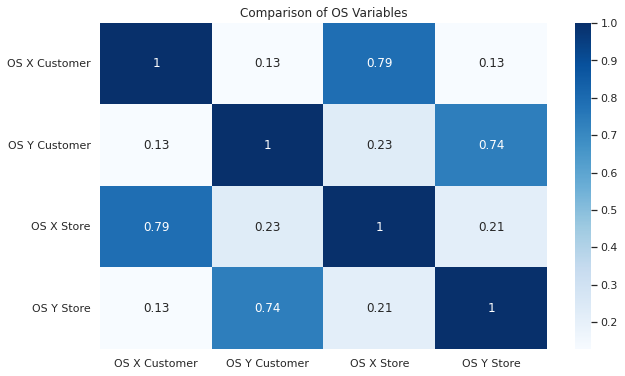 Comparison of OS Variables
OS X Customer 1 0.13 0.79 0.13
OS Y Customer 0.13 1 0.23 0.74
OS X Store 0.79 0.23 1 0.21
OS Y Store 0.13 0.74 0.21 1
OS X Customer OS Y Customer OS X Store OS Y Store
1.0
0.9
0.8
0.7
0.6
0.5
0.4
0.3
0.2